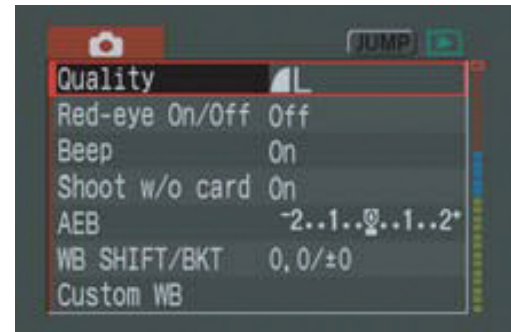 JUMP
Quality L
Red-eye On/Off Off
Beep On
Shoot w/o card On
AEB -2..1..0..1..2+
WB SHIFT/BKT 0,0/±0
Custom WB